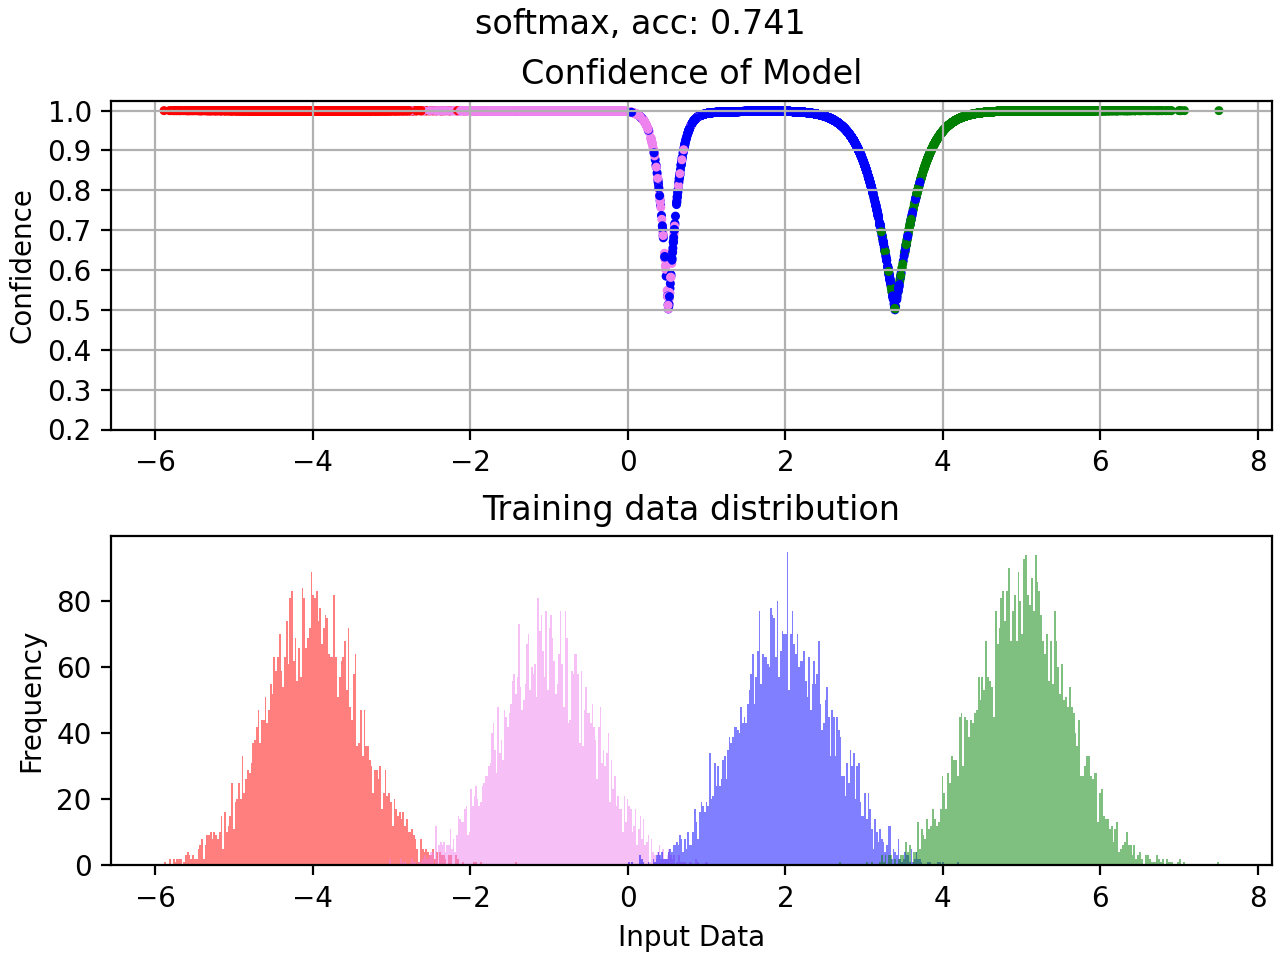 softmax, acc: 0.741
Confidence of Model
Confidence
1.0
0.9
0.8
0.7
0.6
0.5
0.4
0.3
0.2
−6 −4 −2 0 2 4 6 8
Training data distribution
Frequency
80
60
40
20
0
−6 −4 −2 0 2 4 6 8
Input Data